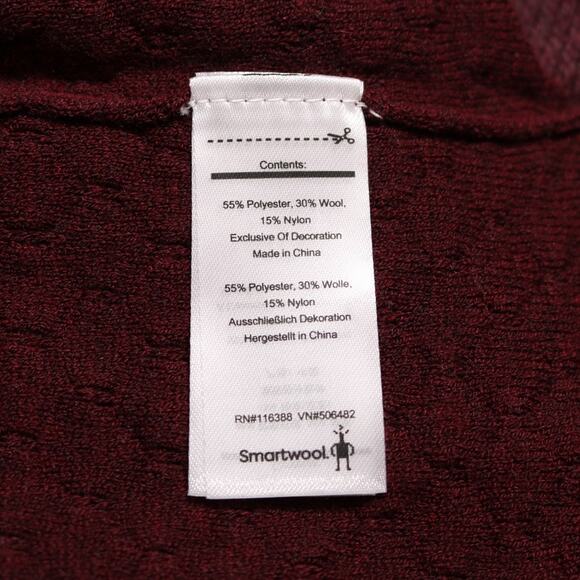 Contents:
55% Polyester, 30% Wool,
15% Nylon
Exclusive Of Decoration
Made in China
55% Polyester, 30% Wolle,
15% Nylon
Ausschließlich Dekoration
Hergestellt in China
RN#116388 VN#506482
Smartwool.